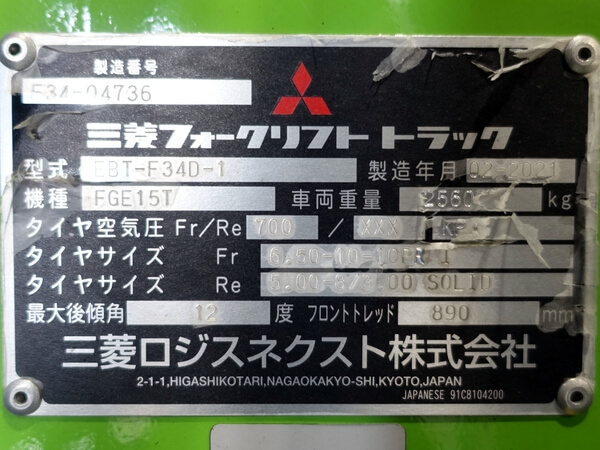 製造番号
F34-04736
三菱フォークリフト トラック
型式 EBT-F34D-1 製造年月 02-2021
機種 FGE15T 車両重量 2560 kg
タイヤ空気圧 Fr/Re 700 / XXX
タイヤサイズ Fr
タイヤサイズ Re SOLID
最大後傾角 12 度 フロントトレッド 890 mm
三菱ロジスネクスト株式会社
2-1-1,HIGASHIKOTARI,NAGAOKAKYO-SHI,KYOTO,JAPAN
JAPANESE 91C8104200